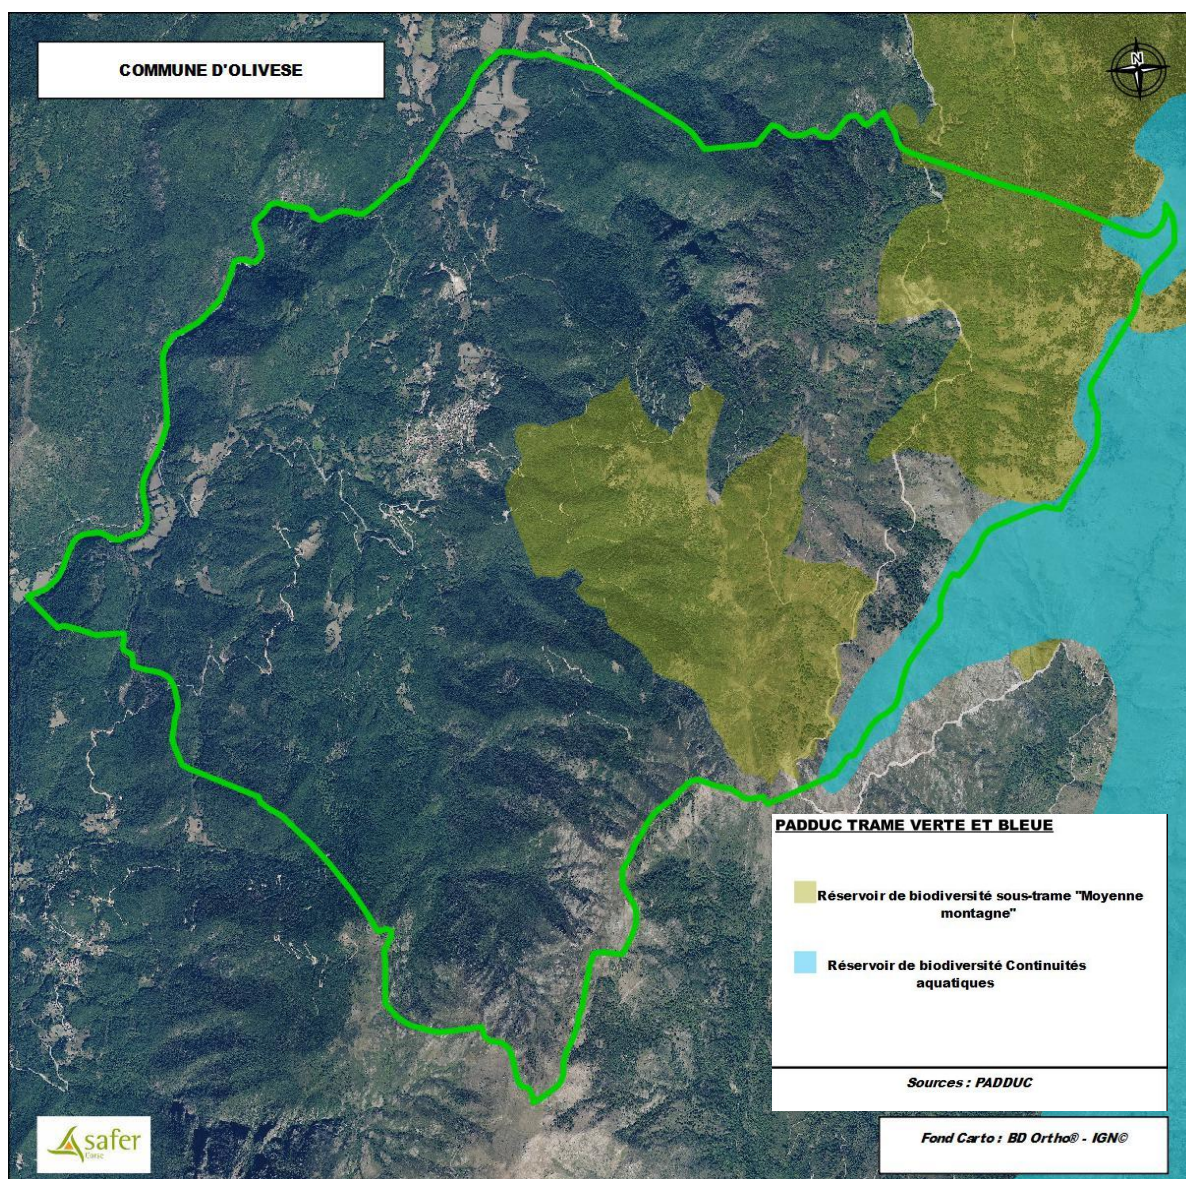 COMMUNE D'OLIVESE
N
PADDUC TRAME VERTE ET BLEUE
Réservoir de biodiversité sous-trame "Moyenne
montagne"
Réservoir de biodiversité Continuités
aquatiques
Sources : PADDUC
safer
Corse
Fond Carto : BD Ortho® - IGN©